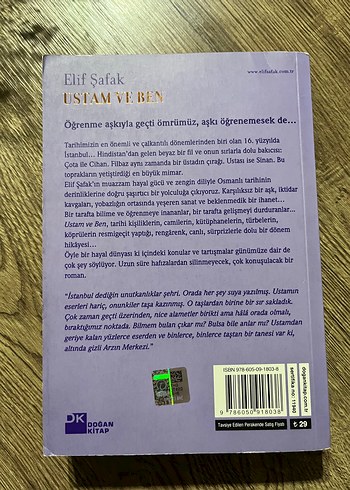 www.elifsafak.com.tr
Elif Şafak
USTAM VE BEN
Öğrenme aşkıyla geçti ömrümüz, aşkı öğrenemesek de...
Tarihimizin en önemli ve çalkantılı dönemlerinden biri olan 16. yüzyılda
İstanbul... Hindistan'dan gelen beyaz bir fil ve onun sırlarla dolu bakıcısı:
Çota ile Cihan. Filbaz aynı zamanda bir üstadın çırağı. Ustası ise Sinan. Bu
toprakların yetiştirdiği en büyük mimar.
Elif Şafak'ın muazzam hayal gücü ve zengin diliyle Osmanlı tarihinin
derinliklerine doğru şaşırtıcı bir yolculuğa çıkıyoruz. Karşılıksız bir aşk, iktidar
kavgaları, yobazlığın ortasında yeşeren sanat ve beklenmedik bir ihanet...
Bir tarafta bilime ve öğrenmeye inananlar, bir tarafta gelişmeyi durduranlar...
Ustam ve Ben, tarihi kişiliklerin, camilerin, kütüphanelerin, türbelerin,
köprülerin resmigeçit yaptığı, rengârenk, canlı, sürprizlerle dolu bir dönem
hikâyesi...
Öyle bir hayal dünyası ki içindeki konular ve tartışmalar günümüze dair de
çok şey söylüyor. Uzun süre hafızalardan silinmeyecek, çok konuşulacak bir
roman.
"İstanbul dediğin unutkanlıklar şehri. Orada her şey suya yazılmış. Ustamın
eserleri hariç, onunkiler taşa kazınmış. O taşlardan birine bir sır sakladık.
Çok zaman geçti üzerinden, nice alametler birikti ama hâlâ orada olmalı,
bıraktığımız noktada. Bilmem bulan çıkar mı? Bulsa bile anlar mı? Ustamdan
geriye kalan yüzlerce eserden ve binlerce, binlerce taştan bir tanesi var ki,
altında gizli Arzın Merkezi."
DK
DOĞAN
KİTAP
ISBN 978-605-09-1803-8
9 786050 918038
Tavsiye Edilen Perakende Satış Fiyatı
₺ 29
dogankitap.com.tr
sertifika no: 11940